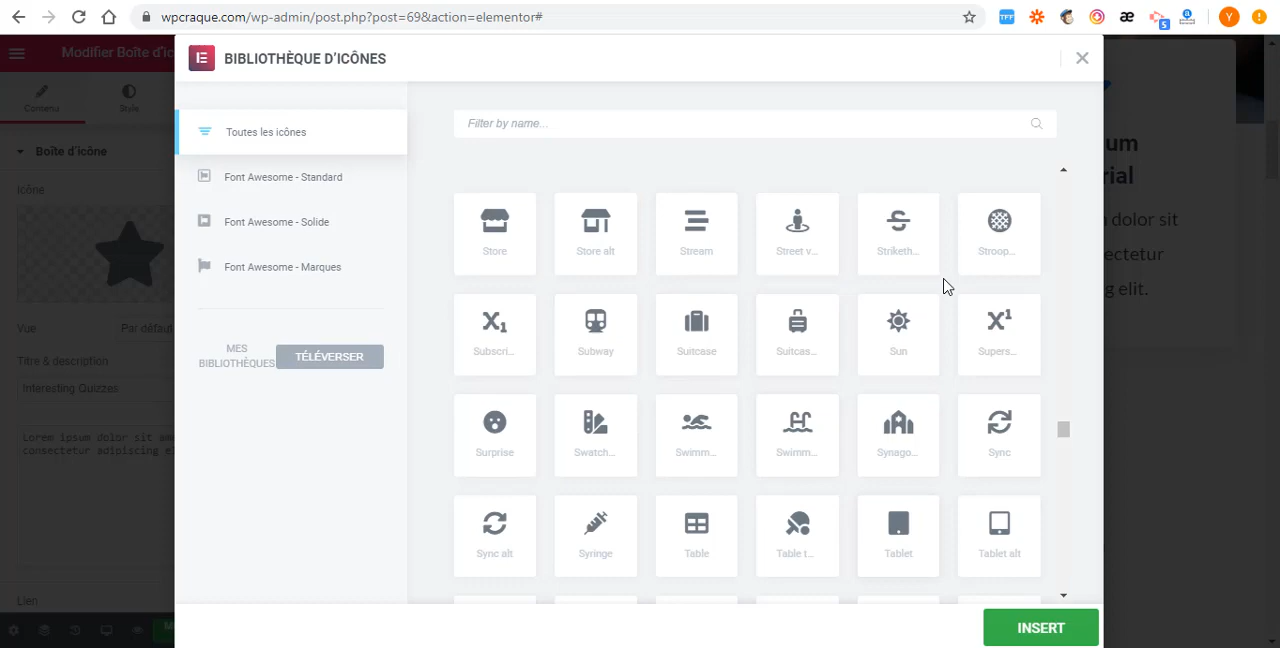 wpcraque.com/wp-admin/post.php?post=69&action=elementor#
TFF
æ
5
Y
Modifier Boîte d'ic
Contenu
Style
Boîte d'icône
Icône
Vue
Par défaut
Titre & description
Interesting Quizzes
Lorem ipsum dolor sit am
consectetur adipiscing e
Lien
BIBLIOTHÈQUE D'ICÔNES
Toutes les icônes
Font Awesome - Standard
Font Awesome - Solide
Font Awesome - Marques
MES BIBLIOTHÈQUES
TÉLÉVERSER
Filter by name...
Store
Store alt
Stream
Street v...
Striketh...
Stroop...
Subscri...
Subway
Suitcase
Suitcas...
Sun
Supers...
Surprise
Swatch...
Swimm...
Swimm...
Synago...
Sync
Sync alt
Syringe
Table
Table t...
Tablet
Tablet alt
INSERT
um
rial
dolor sit
ectetur
g elit.